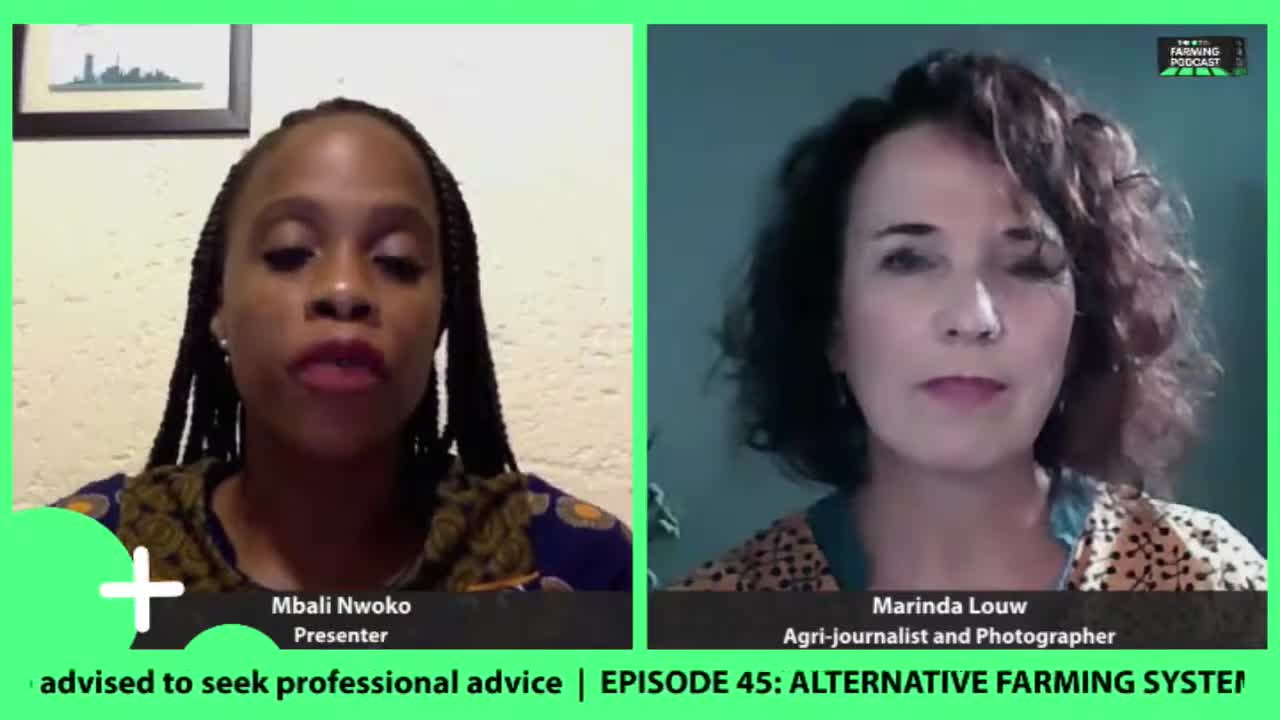 FARMING
PODCAST
Mbali Nwoko
Presenter
Marinda Louw
Agri-journalist and Photographer
advised to seek professional advice | EPISODE 45: ALTERNATIVE FARMING